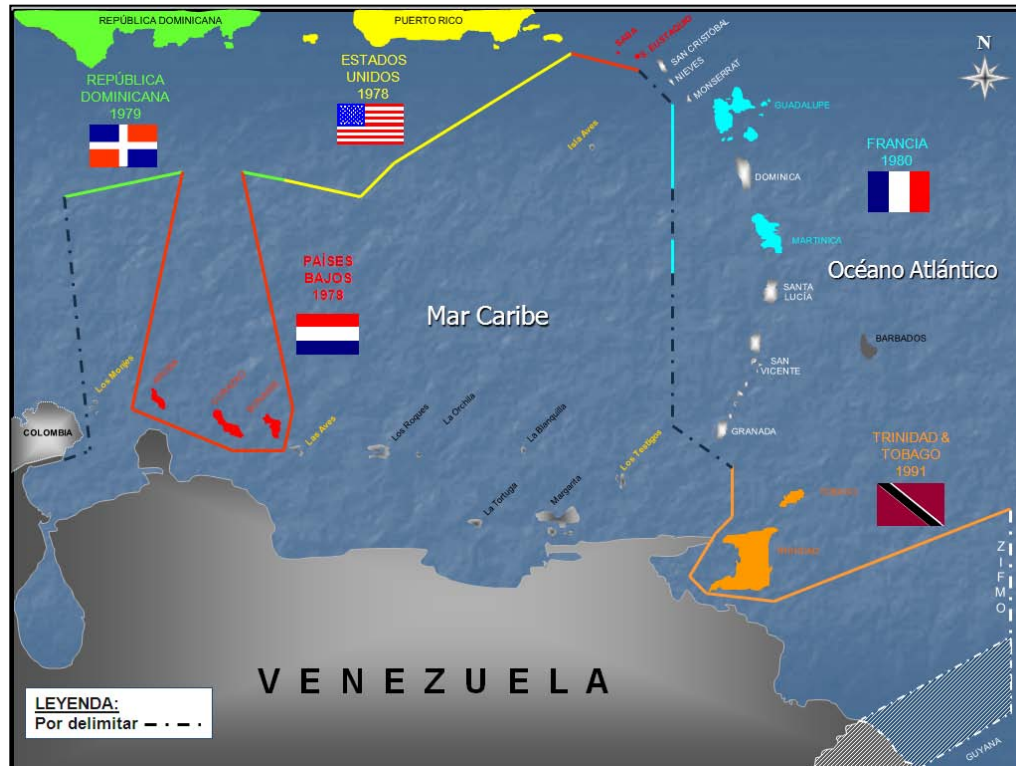 REPÚBLICA DOMINICANA
PUERTO RICO
SABA
S. EUSTAQUIO
SAN CRISTÓBAL
NIEVES
MONSERRAT
N
REPÚBLICA
DOMINICANA
1979
ESTADOS
UNIDOS
1978
Isla Aves
GUADALUPE
FRANCIA
1980
DOMINICA
MARTINICA
PAÍSES
BAJOS
1978
Mar Caribe
Océano Atlántico
SANTA
LUCÍA
BARBADOS
SAN
VICENTE
Los Monjes
COLOMBIA
Las Aves
Los Roques
La Orchila
La Blanquilla
GRANADA
Los Testigos
La Tortuga
Margarita
TRINIDAD &
TOBAGO
1991
TRINIDAD
ZIFMO
VENEZUELA
LEYENDA:
Por delimitar
GUYANA